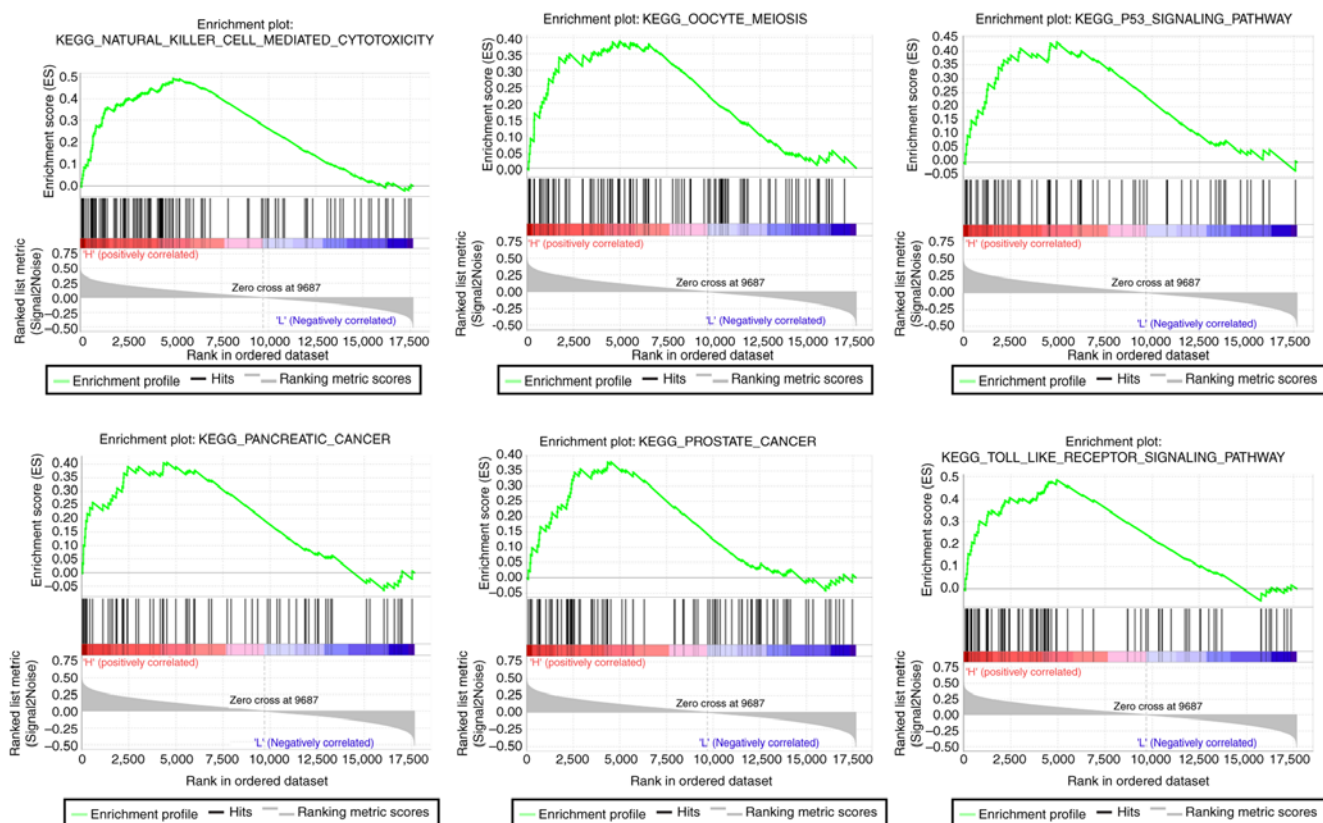 Enrichment plot:
KEGG_NATURAL_KILLER_CELL_MEDIATED_CYTOTOXICITY
Enrichment score (ES)
0.5
0.4
0.3
0.2
0.1
0.0
'H' (positively correlated)
Ranked list metric
(Signal2Noise)
0.75
0.50
0.25
0.00
−0.25
−0.50
Zero cross at 9687
'L' (Negatively correlated)
0 2,500 5,000 7,500 10,000 12,500 15,000 17,500
Rank in ordered dataset
Enrichment profile Hits Ranking metric scores
Enrichment plot: KEGG_OOCYTE_MEIOSIS
Enrichment score (ES)
0.40
0.35
0.30
0.25
0.20
0.15
0.10
0.05
0.00
'H' (positively correlated)
Ranked list metric
(Signal2Noise)
0.75
0.50
0.25
0.00
−0.25
−0.50
Zero cross at 9687
'L' (Negatively correlated)
0 2,500 5,000 7,500 10,000 12,500 15,000 17,500
Rank in ordered dataset
Enrichment profile Hits Ranking metric scores
Enrichment plot: KEGG_P53_SIGNALING_PATHWAY
Enrichment score (ES)
0.45
0.40
0.35
0.30
0.25
0.20
0.15
0.10
0.05
0.00
−0.05
'H' (positively correlated)
Ranked list metric
(Signal2Noise)
0.75
0.50
0.25
0.00
−0.25
−0.50
Zero cross at 9687
'L' (Negatively correlated)
0 2,500 5,000 7,500 10,000 12,500 15,000 17,500
Rank in ordered dataset
Enrichment profile Hits Ranking metric scores
Enrichment plot: KEGG_PANCREATIC_CANCER
Enrichment score (ES)
0.40
0.35
0.30
0.25
0.20
0.15
0.10
0.05
0.00
−0.05
'H' (positively correlated)
Ranked list metric
(Signal2Noise)
0.75
0.50
0.25
0.00
−0.25
−0.50
Zero cross at 9687
'L' (Negatively correlated)
0 2,500 5,000 7,500 10,000 12,500 15,000 17,500
Rank in ordered dataset
Enrichment profile Hits Ranking metric scores
Enrichment plot: KEGG_PROSTATE_CANCER
Enrichment score (ES)
0.40
0.35
0.30
0.25
0.20
0.15
0.10
0.05
0.00
−0.05
'H' (positively correlated)
Ranked list metric
(Signal2Noise)
0.75
0.50
0.25
0.00
−0.25
−0.50
Zero cross at 9687
'L' (Negatively correlated)
0 2,500 5,000 7,500 10,000 12,500 15,000 17,500
Rank in ordered dataset
Enrichment profile Hits Ranking metric scores
Enrichment plot:
KEGG_TOLL_LIKE_RECEPTOR_SIGNALING_PATHWAY
Enrichment score (ES)
0.5
0.4
0.3
0.2
0.1
0.0
'H' (positively correlated)
Ranked list metric
(Signal2Noise)
0.75
0.50
0.25
0.00
−0.25
−0.50
Zero cross at 9687
'L' (Negatively correlated)
0 2,500 5,000 7,500 10,000 12,500 15,000 17,500
Rank in ordered dataset
Enrichment profile Hits Ranking metric scores